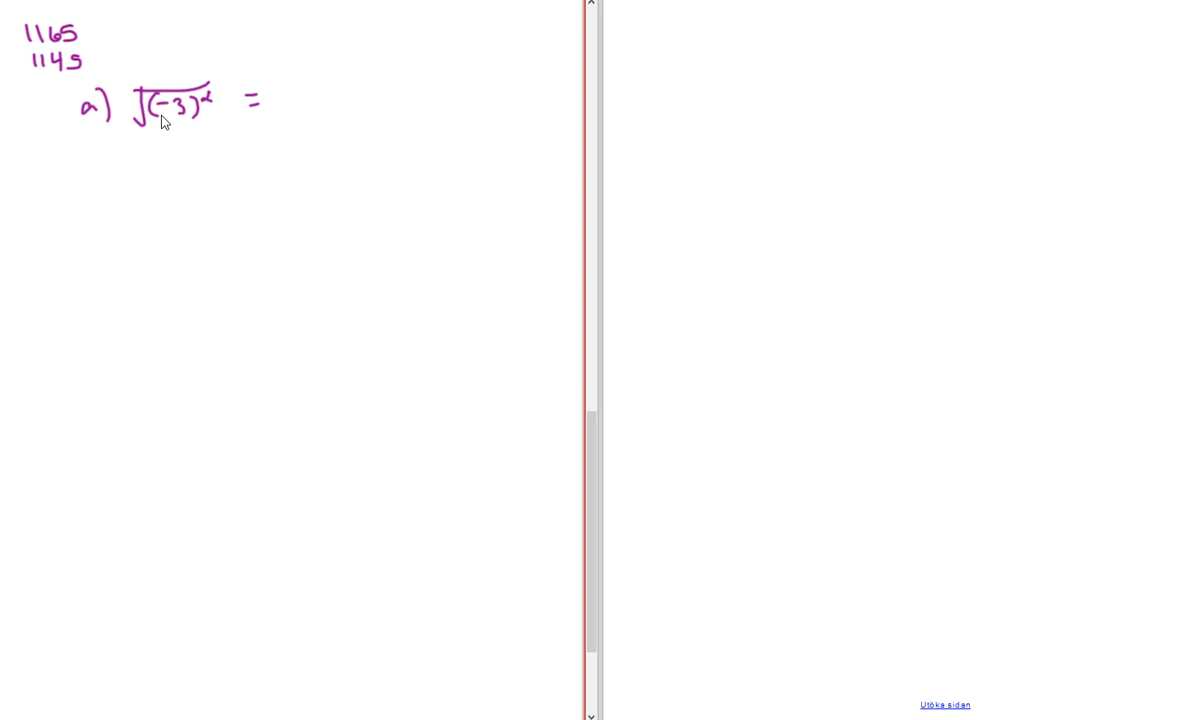 1165
1145
a) √(-3)² =
Utöka sidan